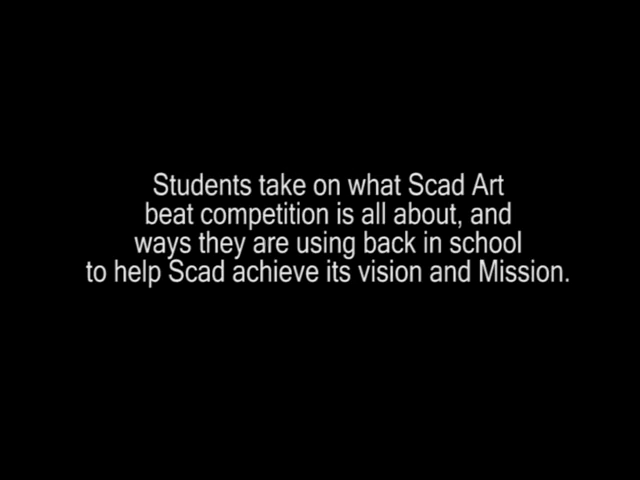 Students take on what Scad Art
beat competition is all about, and
ways they are using back in school
to help Scad achieve its vision and Mission.